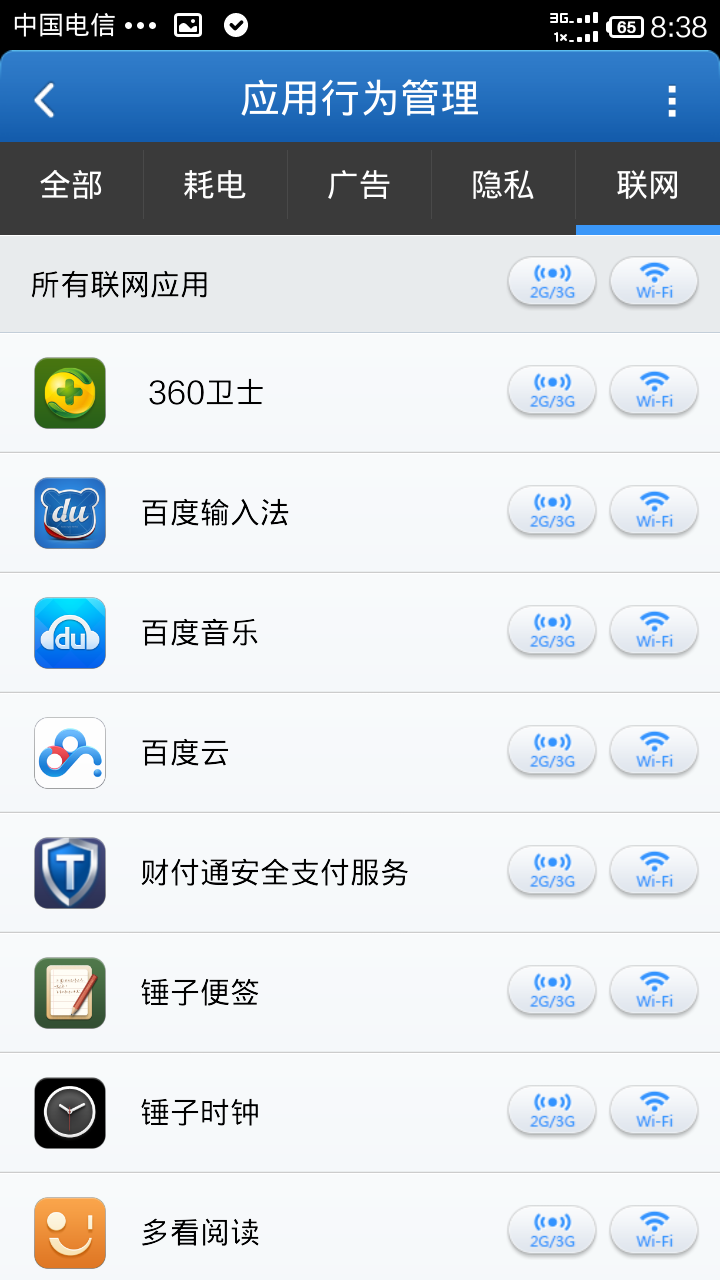 中国电信 ••• 3G 1x 65 8:38
应用行为管理
全部 耗电 广告 隐私 联网
所有联网应用 2G/3G Wi-Fi
360卫士 2G/3G Wi-Fi
du 百度输入法 2G/3G Wi-Fi
du 百度音乐 2G/3G Wi-Fi
百度云 2G/3G Wi-Fi
T 财付通安全支付服务 2G/3G Wi-Fi
锤子便签 2G/3G Wi-Fi
锤子时钟 2G/3G Wi-Fi
多看阅读 2G/3G Wi-Fi